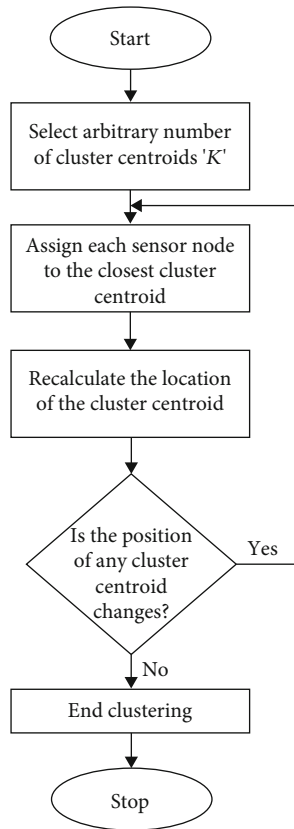 Start
Select arbitrary number
of cluster centroids 'K'
Assign each sensor node
to the closest cluster
centroid
Recalculate the location
of the cluster centroid
Is the position
of any cluster
centroid
changes?
Yes
No
End clustering
Stop